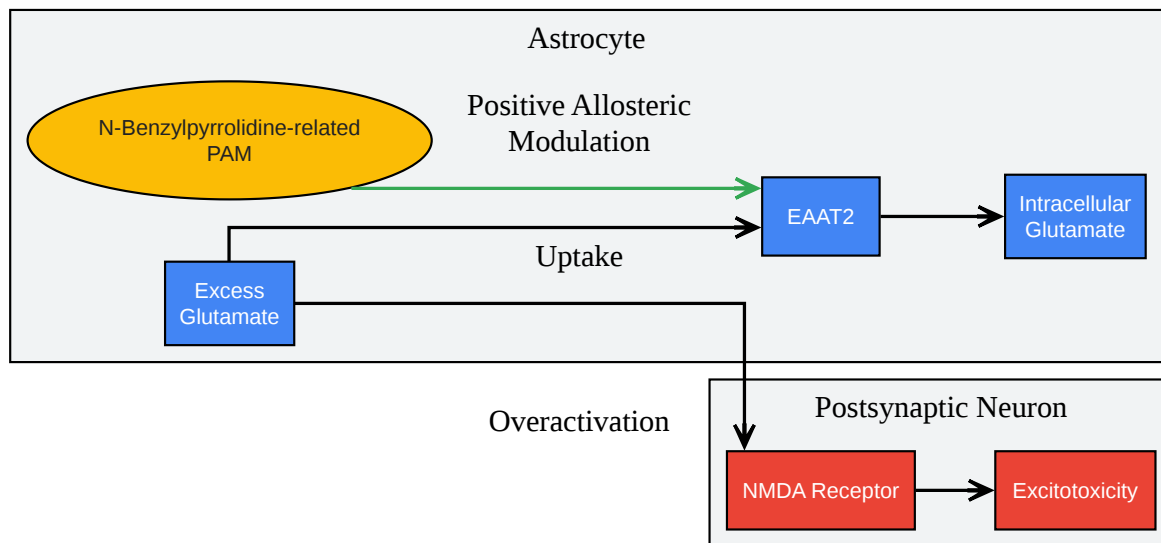 Astrocyte
N-Benzylpyrrolidine-related
PAM
Positive Allosteric
Modulation
EAAT2
Intracellular
Glutamate
Uptake
Excess
Glutamate
Overactivation
Postsynaptic Neuron
NMDA Receptor
Excitotoxicity